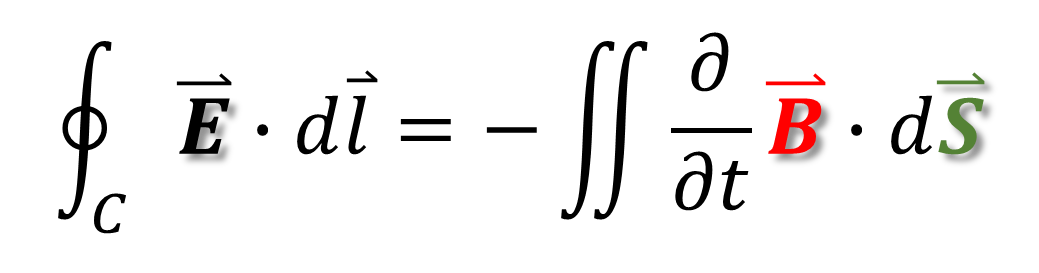 ∮_C E⃗ · dl⃗ = − ∬ ∂/∂t B⃗ · dS⃗